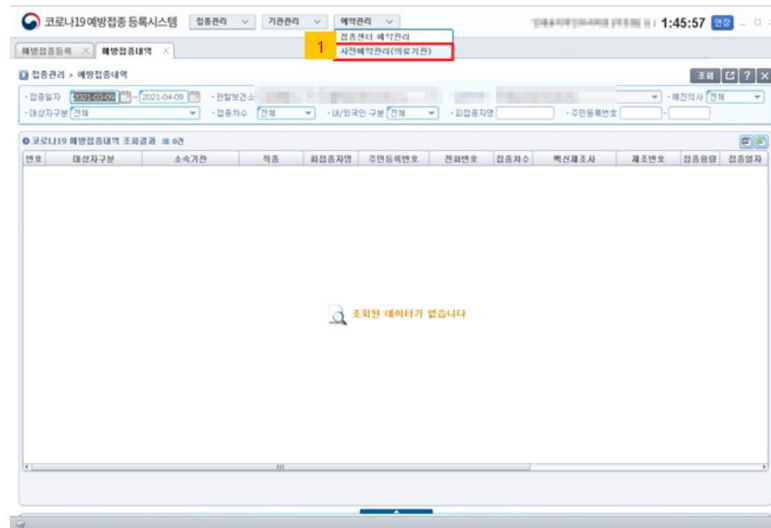 코로나19 예방접종 등록시스템 접종관리 기관관리 예약관리 1:45:57 연장
접종센터 예약관리
1 사전예약관리(의료기관)
예방접종등록 예방접종내역
접종관리 > 예방접종내역 조회
접종일자 2021-03-09 ~ 2021-04-09 관할보건소 예진의사 전체
대상자구분 전체 접종차수 전체 내/외국인 구분 전체 피접종자명 주민등록번호 -
코로나19 예방접종내역 조회결과 0건
번호 대상자구분 소속기관 직종 피접종자명 주민등록번호 전화번호 접종차수 백신제조사 제조번호 접종용량 접종일자
조회된 데이터가 없습니다